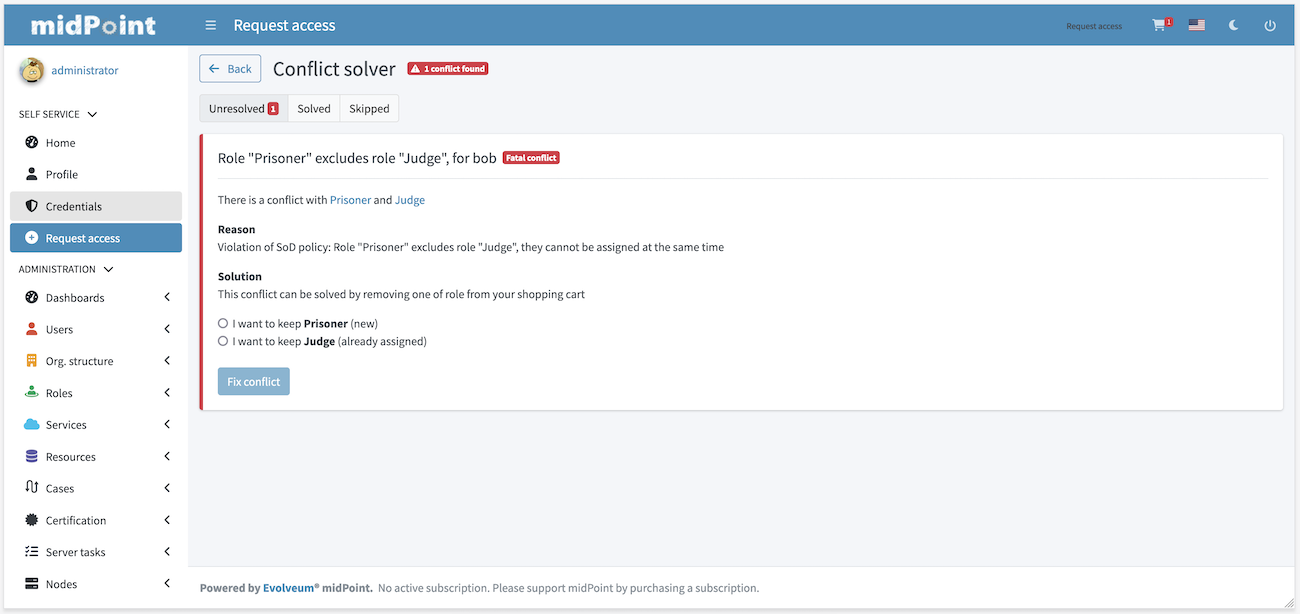 midPoint
Request access
Request access
1
administrator
Back
Conflict solver
1 conflict found
SELF SERVICE
Home
Profile
Credentials
Request access
ADMINISTRATION
Dashboards
Users
Org. structure
Roles
Services
Resources
Cases
Certification
Server tasks
Nodes
Unresolved 1
Solved
Skipped
Role "Prisoner" excludes role "Judge", for bob Fatal conflict
There is a conflict with Prisoner and Judge
Reason
Violation of SoD policy: Role "Prisoner" excludes role "Judge", they cannot be assigned at the same time
Solution
This conflict can be solved by removing one of role from your shopping cart
I want to keep Prisoner (new)
I want to keep Judge (already assigned)
Fix conflict
Powered by Evolveum® midPoint. No active subscription. Please support midPoint by purchasing a subscription.